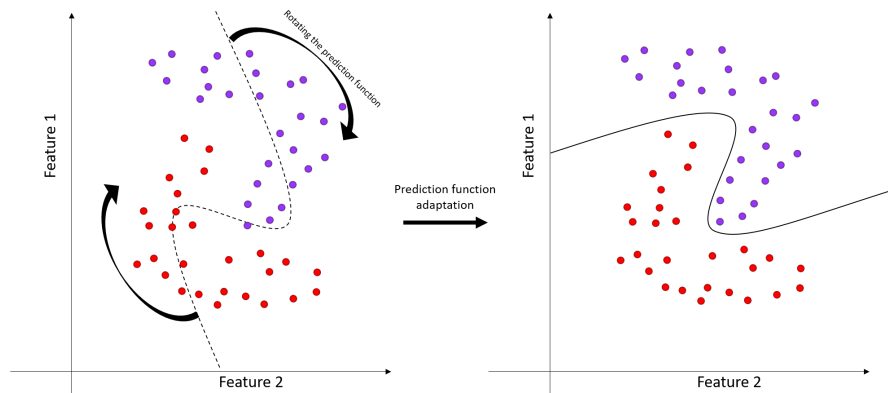 Rotating the prediction function
Feature 1
Feature 2
Prediction function
adaptation
Feature 1
Feature 2